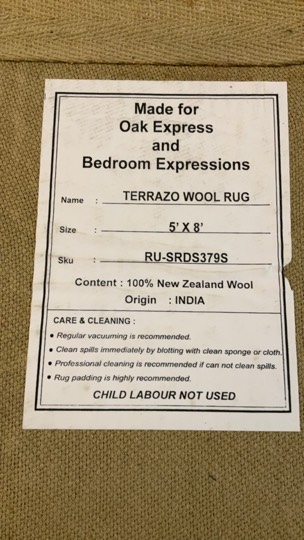 Made for
Oak Express
and
Bedroom Expressions
Name : TERRAZO WOOL RUG
Size : 5' X 8'
Sku : RU-SRDS379S
Content : 100% New Zealand Wool
Origin : INDIA
CARE & CLEANING :
• Regular vacuuming is recommended.
• Clean spills immediately by blotting with clean sponge or cloth.
• Professional cleaning is recommended if can not clean spills.
• Rug padding is highly recommended.
CHILD LABOUR NOT USED